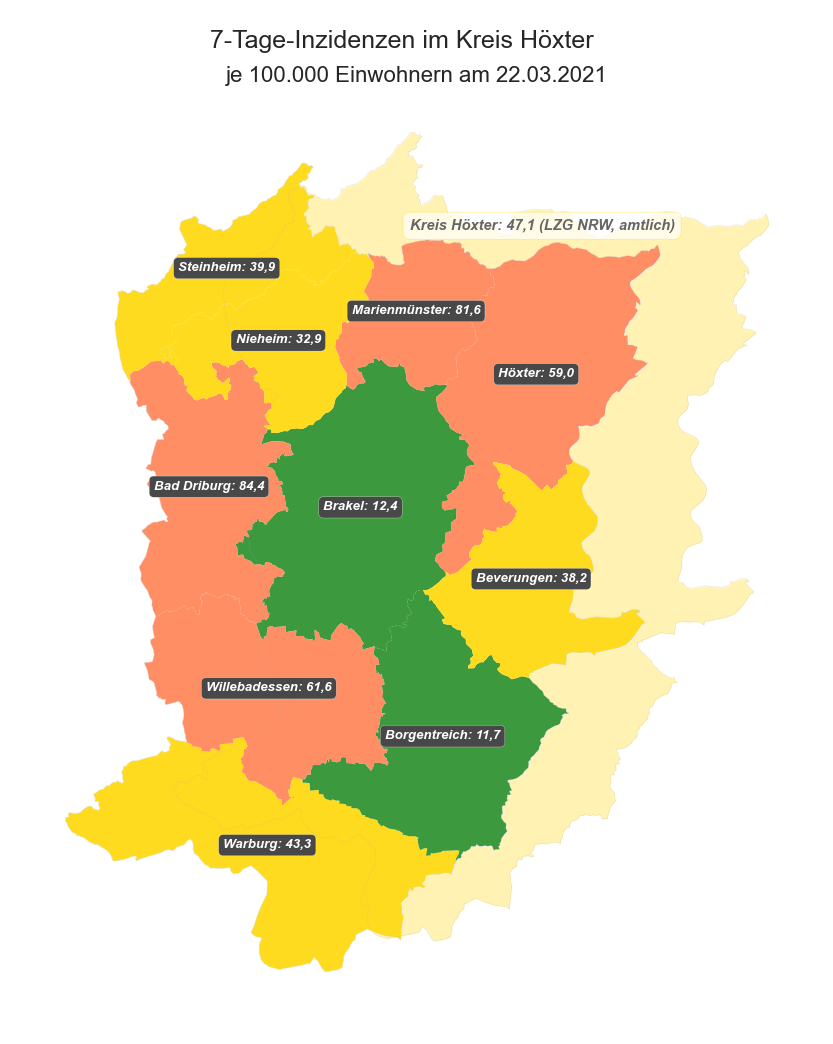 7-Tage-Inzidenzen im Kreis Höxter
je 100.000 Einwohnern am 22.03.2021
Kreis Höxter: 47,1 (LZG NRW, amtlich)
Steinheim: 39,9
Marienmünster: 81,6
Nieheim: 32,9
Höxter: 59,0
Bad Driburg: 84,4
Brakel: 12,4
Beverungen: 38,2
Willebadessen: 61,6
Borgentreich: 11,7
Warburg: 43,3